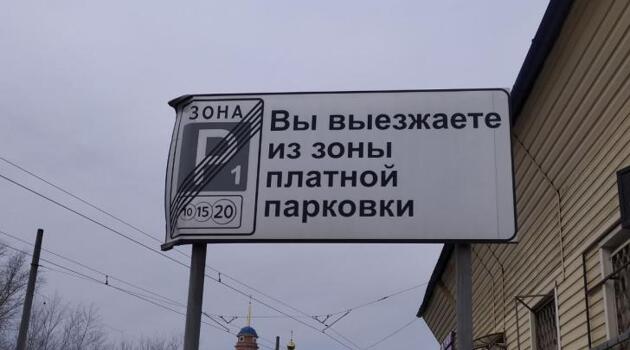 ЗОНА
P
1
10 15 20
Вы выезжаете
из зоны
платной
парковки